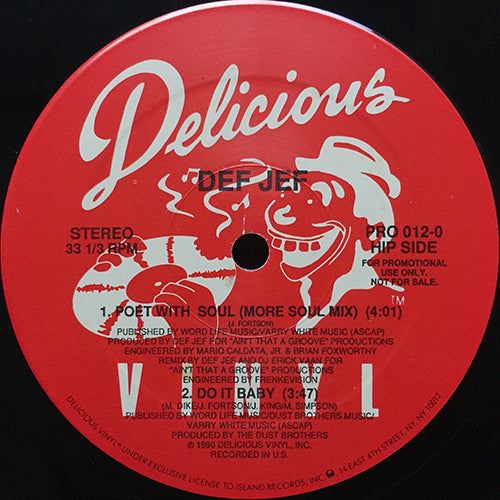 Delicious
DEF JEF
STEREO
33 1/3 RPM
PRO 012-0
HIP SIDE
FOR PROMOTIONAL
USE ONLY.
NOT FOR SALE.
TM
1. POET WITH SOUL (MORE SOUL MIX) (4:01)
(J. FORTSON)
PUBLISHED BY WORD LIFE MUSIC/VARRY WHITE MUSIC (ASCAP)
PRODUCED BY DEF JEF FOR "AIN'T THAT A GROOVE" PRODUCTIONS
ENGINEERED BY MARIO CALDATA, JR. & BRIAN FOXWORTHY
REMIX BY DEF JEF AND DJ ERICK VAAN FOR
"AIN'T THAT A GROOVE" PRODUCTIONS
ENGINEERED BY FRENKEVISION
VINYL
2. DO IT BABY (3:47)
M. DIKE/J. FORTSON/J. KING/M. SIMPSON)
PUBLISHED BY WORD LIFE MUSIC/DUST BROTHERS MUSIC/
VARRY WHITE MUSIC (ASCAP)
PRODUCED BY THE DUST BROTHERS
© 1990 DELICIOUS VINYL, INC.
RECORDED IN U.S.
DELICIOUS VINYL® UNDER EXCLUSIVE LICENSE TO ISLAND RECORDS, INC. 14 EAST 4TH STREET, NY, NY 10012